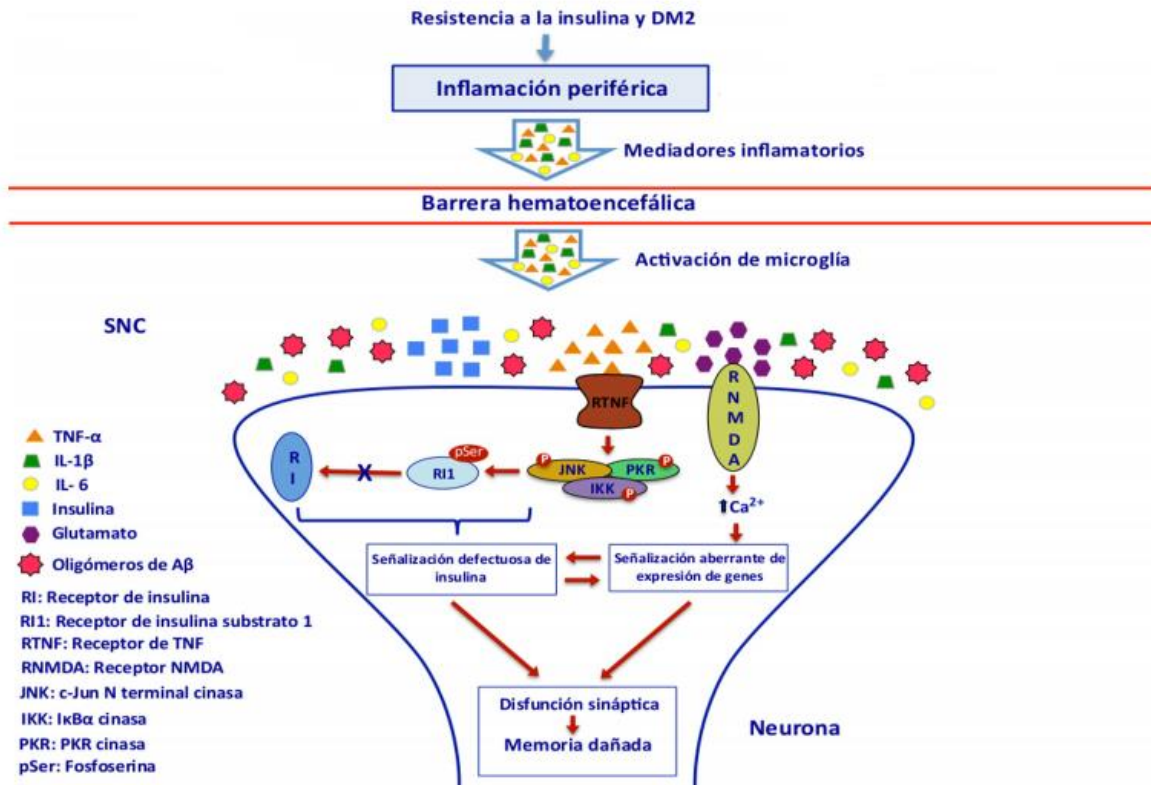 Resistencia a la insulina y DM2
Inflamación periférica
Mediadores inflamatorios
Barrera hematoencefálica
Activación de microglía
SNC
RTNF
R
N
M
D
A
TNF-α
IL-1β
IL- 6
Insulina
Glutamato
Oligómeros de Aβ
RI: Receptor de insulina
RI1: Receptor de insulina substrato 1
RTNF: Receptor de TNF
RNMDA: Receptor NMDA
JNK: c-Jun N terminal cinasa
IKK: IκBα cinasa
PKR: PKR cinasa
pSer: Fosfoserina
R
I
X
pSer
RI1
P
JNK
PKR
P
IKK
P
Ca²⁺
Señalización defectuosa de
insulina
Señalización aberrante de
expresión de genes
Disfunción sináptica
Memoria dañada
Neurona